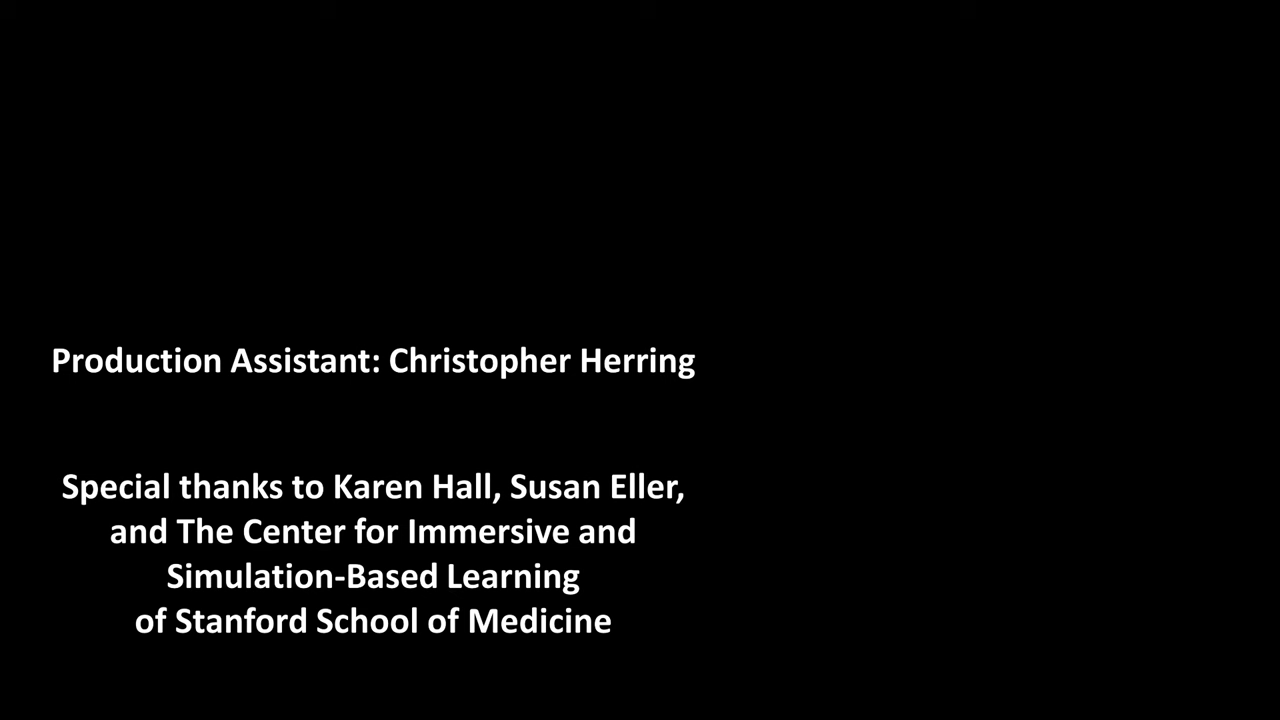 Production Assistant: Christopher Herring
Special thanks to Karen Hall, Susan Eller,
and The Center for Immersive and
Simulation-Based Learning
of Stanford School of Medicine